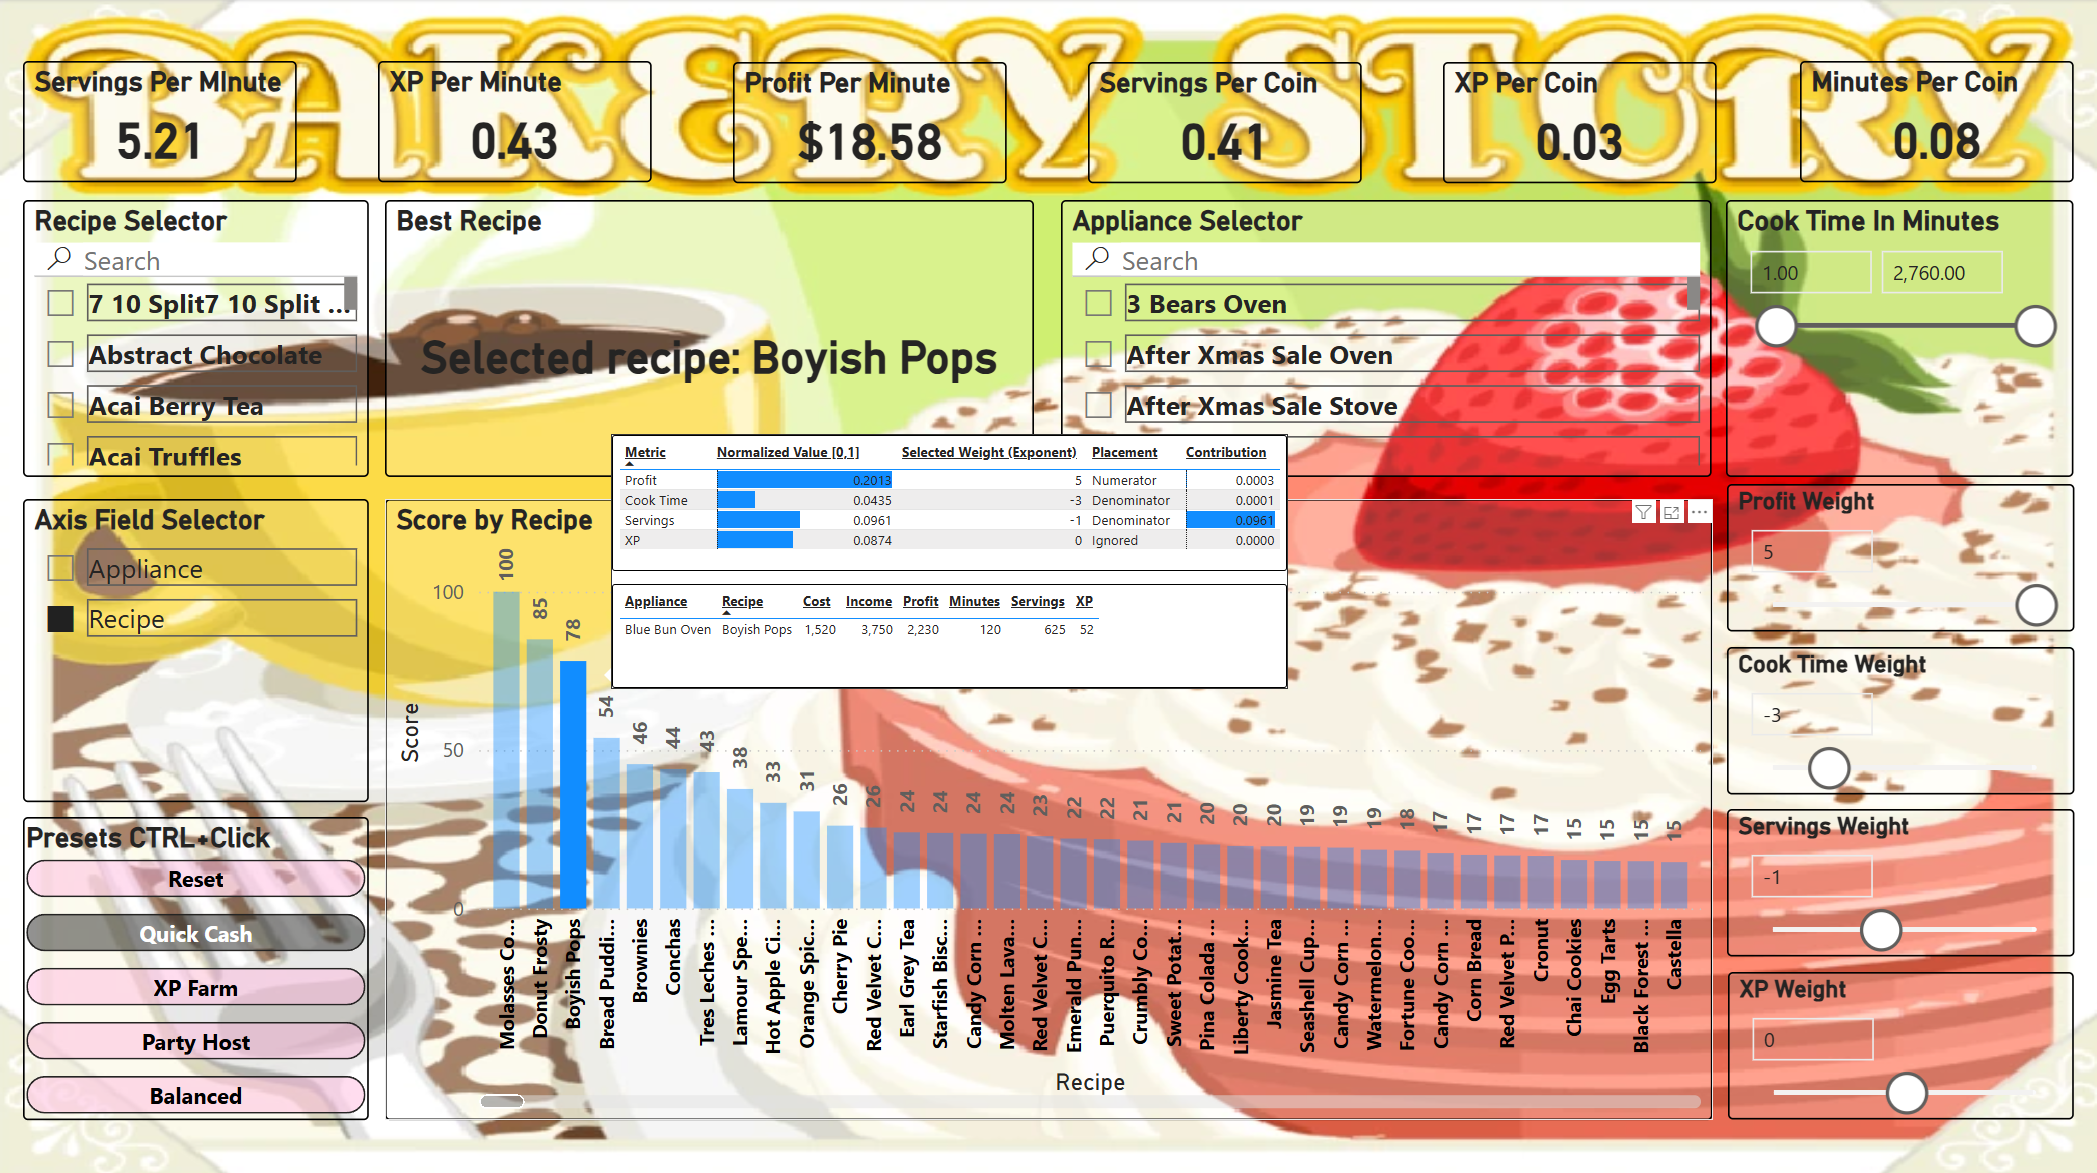 BAKERY STORY
Servings Per MInute
5.21
XP Per Minute
0.43
Profit Per Minute
$18.58
Servings Per Coin
0.41
XP Per Coin
0.03
Minutes Per Coin
0.08
Recipe Selector
Search
7 10 Split7 10 Split ...
Abstract Chocolate
Acai Berry Tea
Acai Truffles
Best Recipe
Selected recipe: Boyish Pops
Appliance Selector
Search
3 Bears Oven
After Xmas Sale Oven
After Xmas Sale Stove
Cook Time In Minutes
1.00 2,760.00
Metric Normalized Value [0,1] Selected Weight (Exponent) Placement Contribution
Profit 0.2013 5 Numerator 0.0003
Cook Time 0.0435 -3 Denominator 0.0001
Servings 0.0961 -1 Denominator 0.0961
XP 0.0874 0 Ignored 0.0000
Appliance Recipe Cost Income Profit Minutes Servings XP
Blue Bun Oven Boyish Pops 1,520 3,750 2,230 120 625 52
Axis Field Selector
Appliance
Recipe
Presets CTRL+Click
Reset
Quick Cash
XP Farm
Party Host
Balanced
Score by Recipe
Score
100
50
0
100
85
78
54
46
44
43
38
33
31
26
26
24
24
24
24
23
22
22
21
21
20
20
20
19
19
19
18
17
17
17
17
15
15
15
15
Molasses Co...
Donut Frosty
Boyish Pops
Bread Puddi...
Brownies
Conchas
Tres Leches ...
Lamour Spe...
Hot Apple Ci...
Orange Spic...
Cherry Pie
Red Velvet C...
Earl Grey Tea
Starfish Bisc...
Candy Corn ...
Molten Lava...
Red Velvet C...
Emerald Pun...
Puerquito R...
Crumbly Co...
Sweet Potat...
Pina Colada ...
Liberty Cook...
Jasmine Tea
Seashell Cup...
Candy Corn ...
Watermelon...
Fortune Coo...
Candy Corn ...
Corn Bread
Red Velvet P...
Cronut
Chai Cookies
Egg Tarts
Black Forest ...
Castella
Recipe
Profit Weight
5
Cook Time Weight
-3
Servings Weight
-1
XP Weight
0